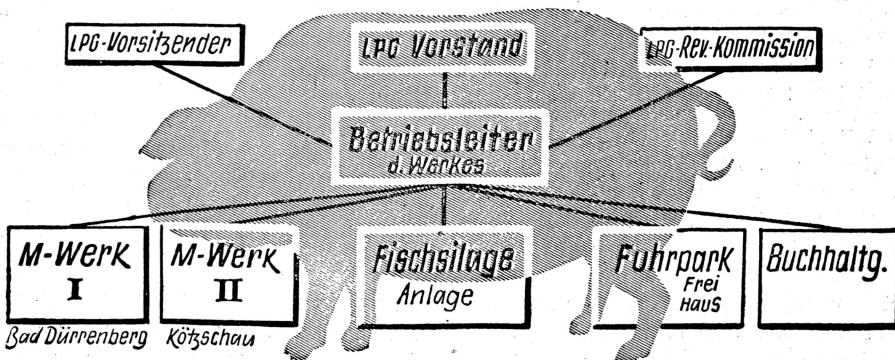 LPG-Vorsitzender
LPG Vorstand
LPG-Rev.-Kommission
Betriebsleiter
d. Werkes
M-Werk
I
M-Werk
II
Fischsilage
Anlage
Fuhrpark
Frei
Haus
Buchhaltg.
Bad Dürrenberg
Kötzschau